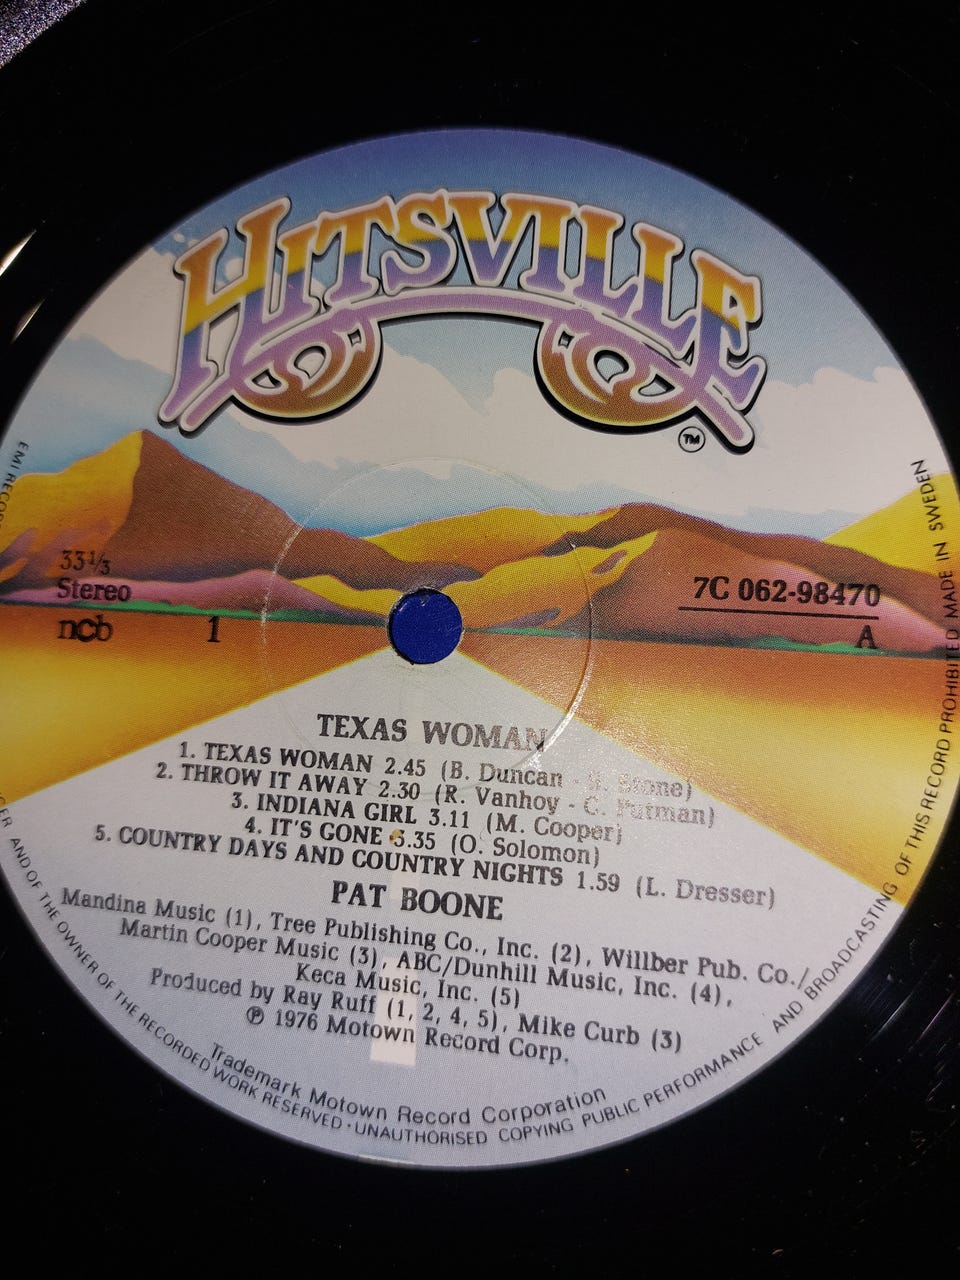 HITSVILLE
TM
33⅓
Stereo
ncb
1
7C 062-98470
A
TEXAS WOMAN
1. TEXAS WOMAN 2.45 (B. Duncan - S. Stone)
2. THROW IT AWAY 2.30 (R. Vanhoy - C. Putman)
3. INDIANA GIRL 3.11 (M. Cooper)
4. IT'S GONE .35 (O. Solomon)
5. COUNTRY DAYS AND COUNTRY NIGHTS 1.59 (L. Dresser)
PAT BOONE
Mandina Music (1), Tree Publishing Co., Inc. (2), Willber Pub. Co./
Martin Cooper Music (3), ABC/Dunhill Music, Inc. (4),
Keca Music, Inc. (5)
Produced by Ray Ruff (1, 2, 4, 5), Mike Curb (3)
℗ 1976 Motown Record Corp.
Trademark Motown Record Corporation
EMI RECOR
CER AND OF THE OWNER OF THE RECORDED WORK RESERVED · UNAUTHORISED COPYING PUBLIC PERFORMANCE AND BROADCASTING OF THIS RECORD PROHIBITED MADE IN SWEDEN